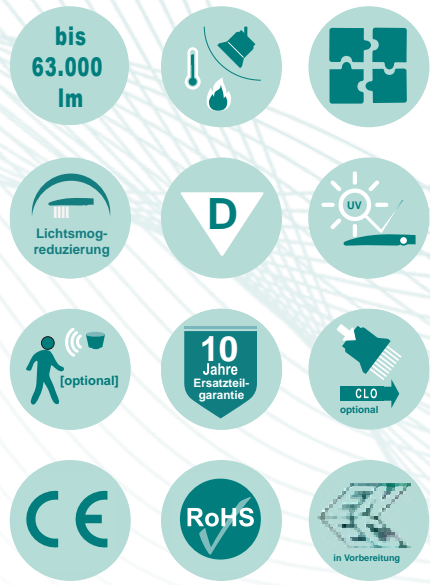 bis
63.000
lm
Lichtsmog-
reduzierung
D
UV
[optional]
10
Jahre
Ersatzteil-
garantie
CLO
optional
CE
RoHS
in Vorbereitung